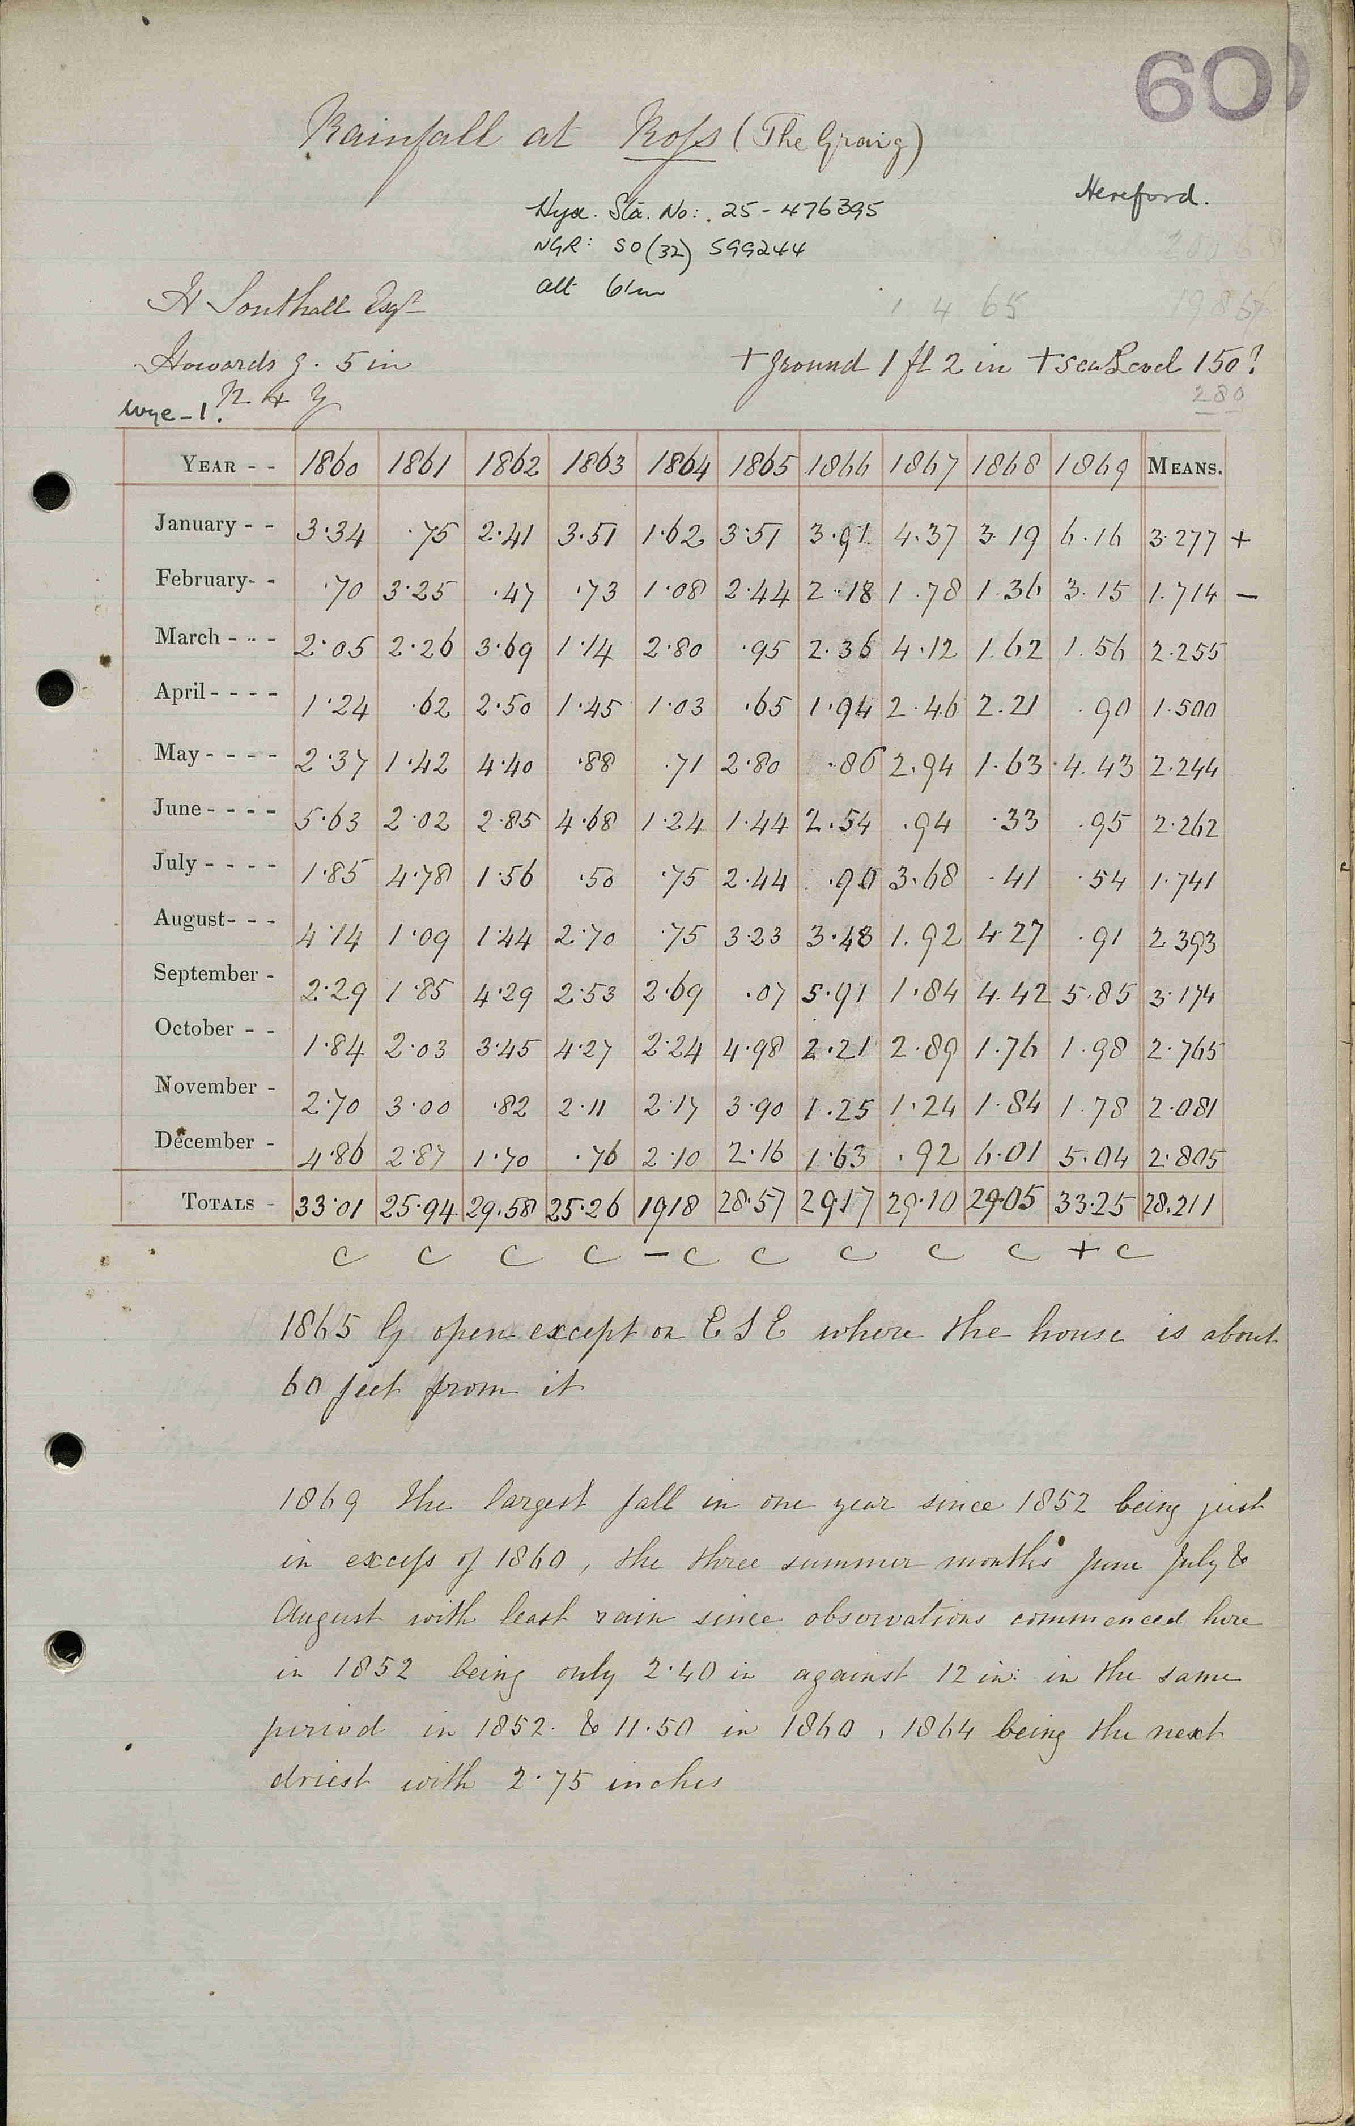 60
Rainfall at Ross (The Graig)
Hereford.
Hyd. Sta. No: 25-476395
NGR: SO (32) 599244
alt 61m
H Southall Esqr
1 4 65
Howards g. 5 in
+ ground 1 ft 2 in + sea Level 150?
280
Wye-1.
YEAR - - 1860 1861 1862 1863 1864 1865 1866 1867 1868 1869 MEANS.
January - - 3.34 .75 2.41 3.51 1.62 3.51 3.91 4.37 3.19 6.16 3.277 +
February- - .70 3.25 .47 .73 1.08 2.44 2.18 1.78 1.36 3.15 1.714 -
March - - - 2.05 2.26 3.69 1.14 2.80 .95 2.36 4.12 1.62 1.56 2.255
April - - - - 1.24 .62 2.50 1.45 1.03 .65 1.94 2.46 2.21 .90 1.500
May - - - - 2.37 1.42 4.40 .88 .71 2.80 .86 2.94 1.63 4.43 2.244
June - - - - 5.63 2.02 2.85 4.68 1.24 1.44 2.54 .94 .33 .95 2.262
July - - - - 1.85 4.78 1.56 .50 .75 2.44 .90 3.68 .41 .54 1.741
August- - - 4.14 1.09 1.44 2.70 .75 3.23 3.48 1.92 4.27 .91 2.393
September - 2.29 1.85 4.29 2.53 2.69 .07 5.91 1.84 4.42 5.85 3.174
October - - 1.84 2.03 3.45 4.27 2.24 4.98 2.21 2.89 1.76 1.98 2.765
November - 2.70 3.00 .82 2.11 2.17 3.90 1.25 1.24 1.84 1.78 2.081
December - 4.86 2.87 1.70 .76 2.10 2.16 1.63 .92 6.01 5.04 2.805
TOTALS - 33.01 25.94 29.58 25.26 19.18 28.57 29.17 29.10 29.05 33.25 28.211
C C C C - C C C C C + C
1865 G open except on ESE where the house is about
60 feet from it
1869 the largest fall in one year since 1852 being just
in excess of 1860, the three summer months June July &
August with least rain since observations commenced here
in 1852 being only 2.40 in against 12 in: in the same
period in 1852 & 11.50 in 1860, 1864 being the next
driest with 2.75 inches